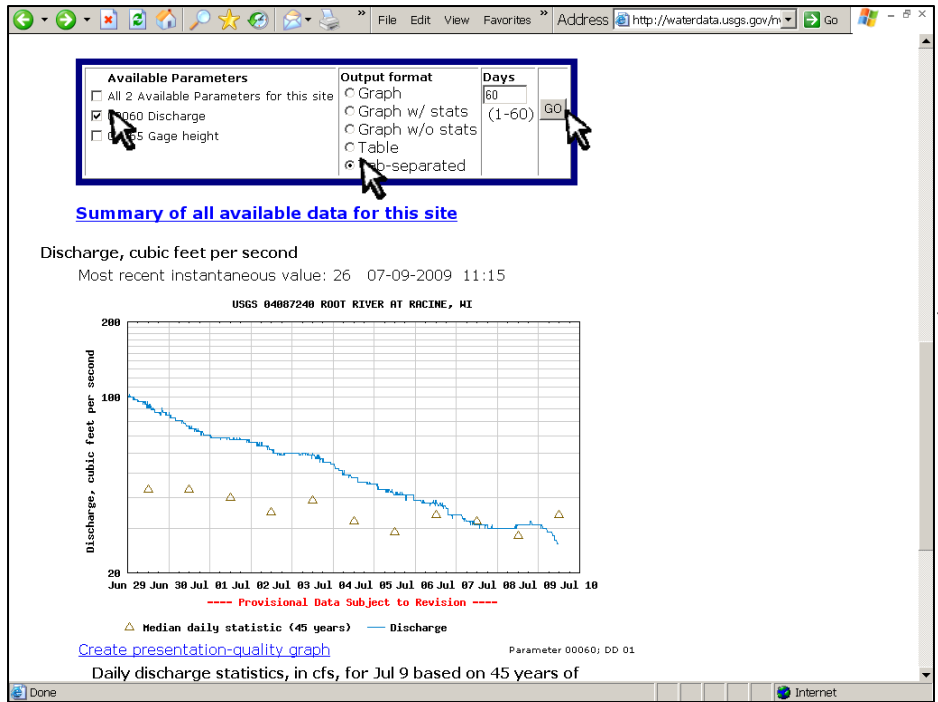 File Edit View Favorites » Address http://waterdata.usgs.gov/n Go
Available Parameters
All 2 Available Parameters for this site
Discharge
Gage height
Output format
Graph
Graph w/ stats
Graph w/o stats
Table
Days
60
(1-60)
GO
Summary of all available data for this site
Discharge, cubic feet per second
Most recent instantaneous value: 26 07-09-2009 11:15
USGS 04087240 ROOT RIVER AT RACINE, WI
Discharge, cubic feet per second
200
100
20
Jun 29 Jun 30 Jul 01 Jul 02 Jul 03 Jul 04 Jul 05 Jul 06 Jul 07 Jul 08 Jul 09 Jul 10
---- Provisional Data Subject to Revision ----
△ Median daily statistic (45 years) — Discharge
Create presentation-quality graph
Parameter 00060; DD 01
Daily discharge statistics, in cfs, for Jul 9 based on 45 years of
Done
Internet